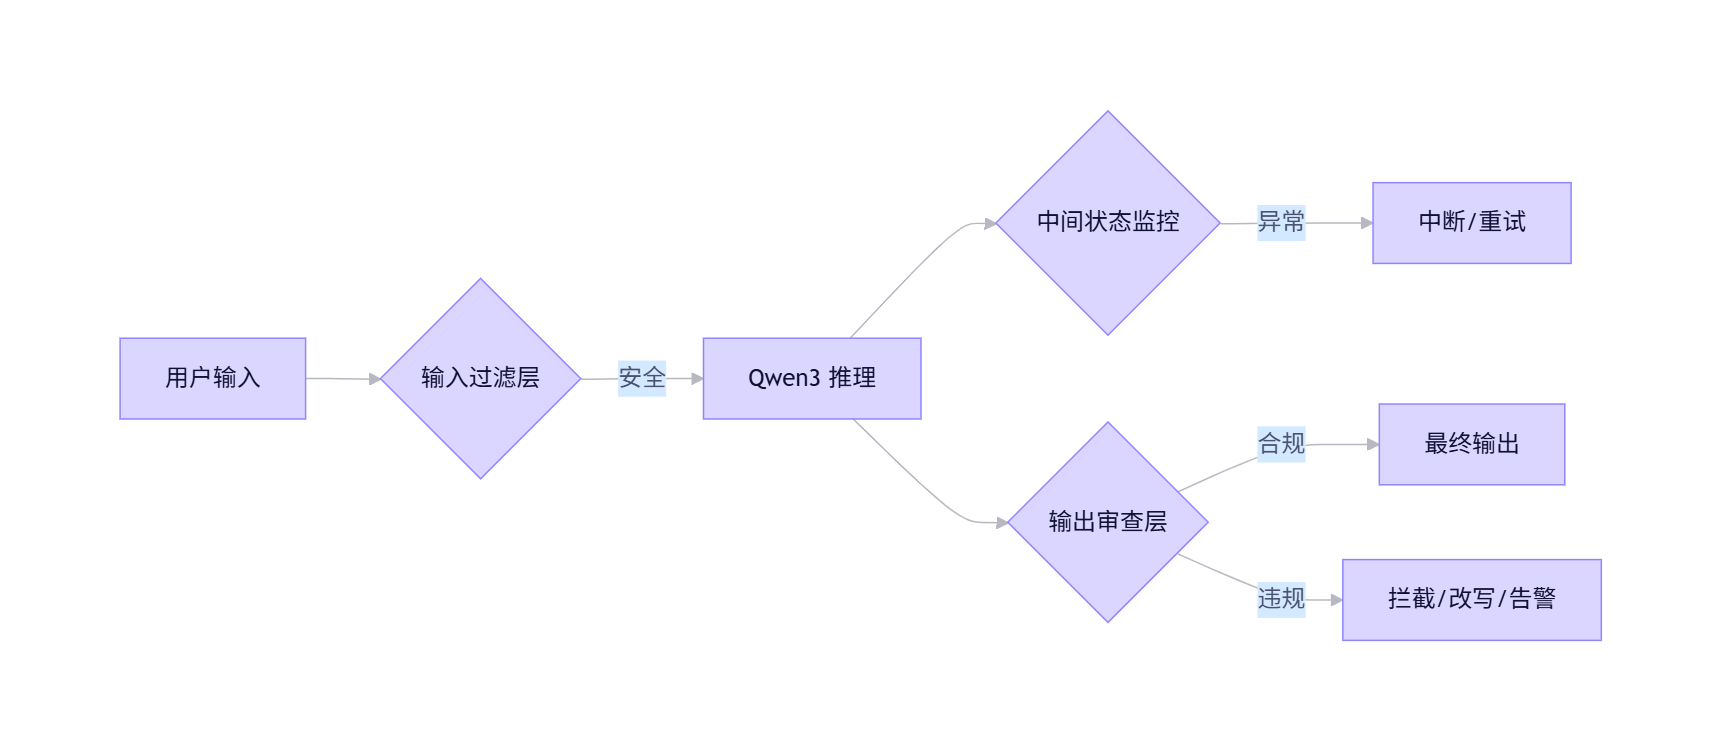 用户输入
输入过滤层
安全
Qwen3 推理
中间状态监控
异常
中断/重试
输出审查层
合规
最终输出
违规
拦截/改写/告警